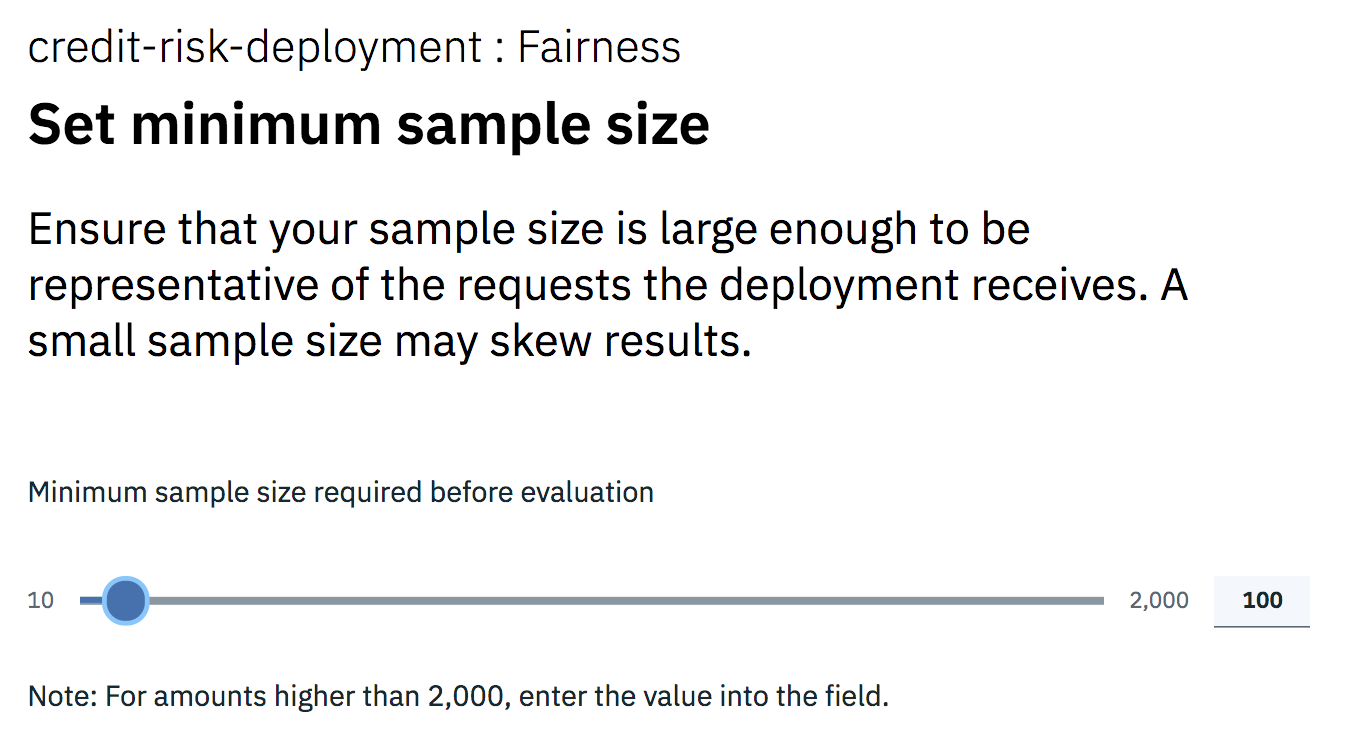 credit-risk-deployment : Fairness
Set minimum sample size
Ensure that your sample size is large enough to be
representative of the requests the deployment receives. A
small sample size may skew results.
Minimum sample size required before evaluation
10 2,000 100
Note: For amounts higher than 2,000, enter the value into the field.